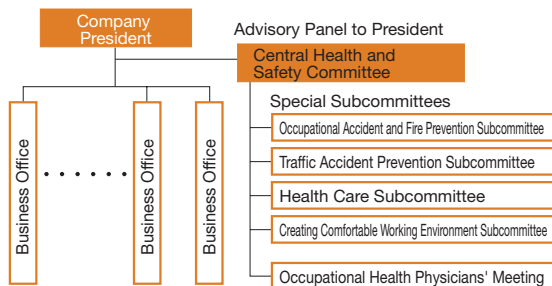 Company
President
Advisory Panel to President
Central Health and
Safety Committee
Special Subcommittees
Occupational Accident and Fire Prevention Subcommittee
Traffic Accident Prevention Subcommittee
Health Care Subcommittee
Creating Comfortable Working Environment Subcommittee
Occupational Health Physicians' Meeting
Business Office
Business Office
Business Office